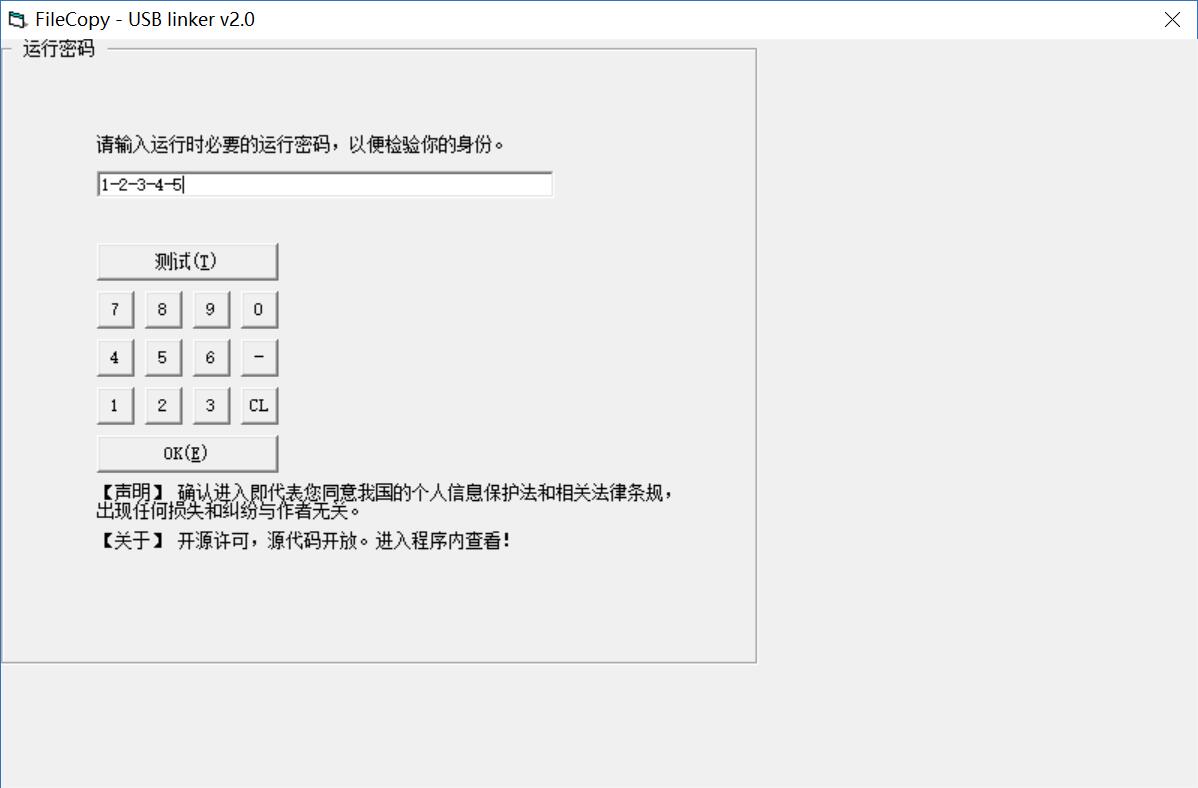 FileCopy - USB linker v2.0
运行密码
请输入运行时必要的运行密码，以便检验你的身份。
1-2-3-4-5
测试(T)
7 8 9 0
4 5 6 -
1 2 3 CL
OK(E)
【声明】 确认进入即代表您同意我国的个人信息保护法和相关法律条规，
出现任何损失和纠纷与作者无关。
【关于】 开源许可，源代码开放。进入程序内查看！